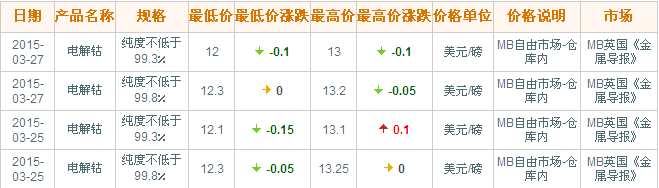 日期 产品名称 规格 最低价 最低价涨跌 最高价 最高价涨跌 价格单位 价格说明 市场
2015-03-27 电解钴 纯度不低于99.3% 12 -0.1 13 -0.1 美元/磅 MB自由市场-仓库内 MB英国《金属导报》
2015-03-27 电解钴 纯度不低于99.8% 12.3 0 13.2 -0.05 美元/磅 MB自由市场-仓库内 MB英国《金属导报》
2015-03-25 电解钴 纯度不低于99.3% 12.1 -0.15 13.1 0.1 美元/磅 MB自由市场-仓库内 MB英国《金属导报》
2015-03-25 电解钴 纯度不低于99.8% 12.3 -0.05 13.25 0 美元/磅 MB自由市场-仓库内 MB英国《金属导报》